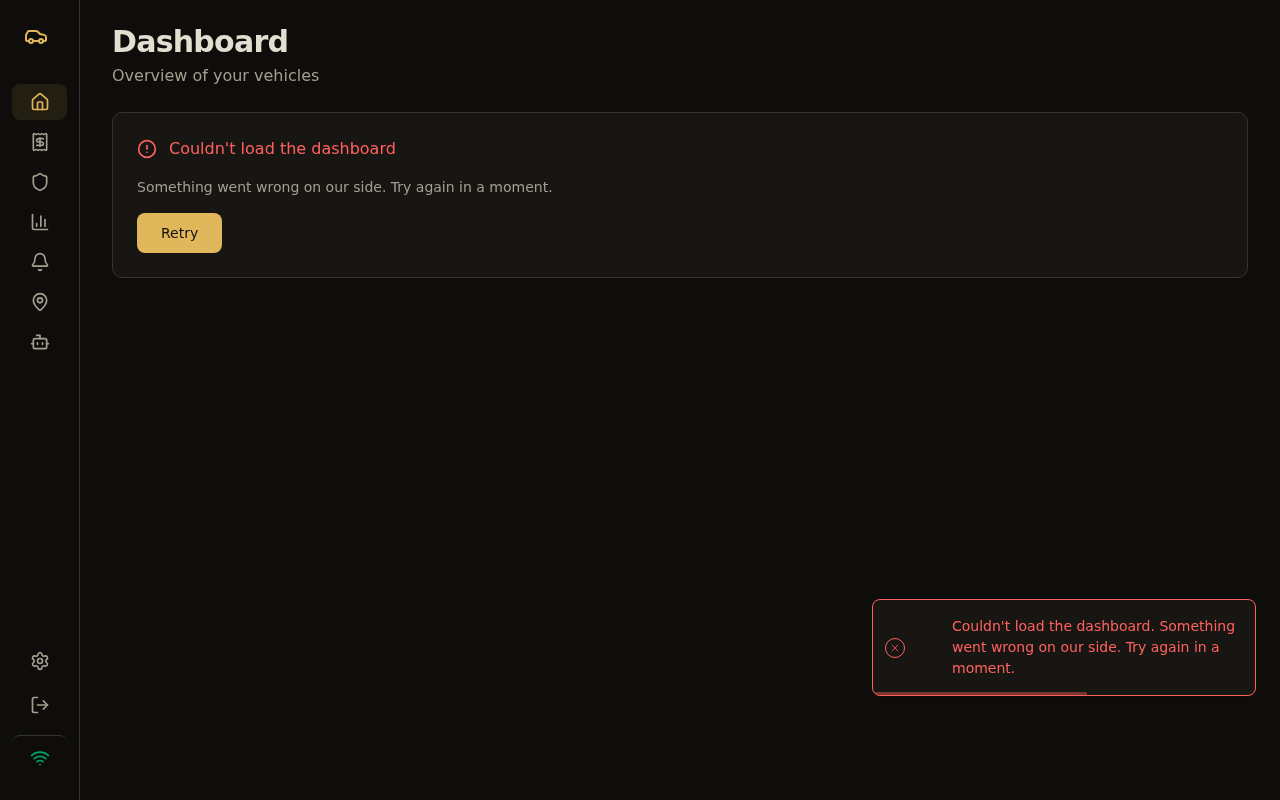 Dashboard
Overview of your vehicles
Couldn't load the dashboard
Something went wrong on our side. Try again in a moment.
Retry
Couldn't load the dashboard. Something
went wrong on our side. Try again in a
moment.